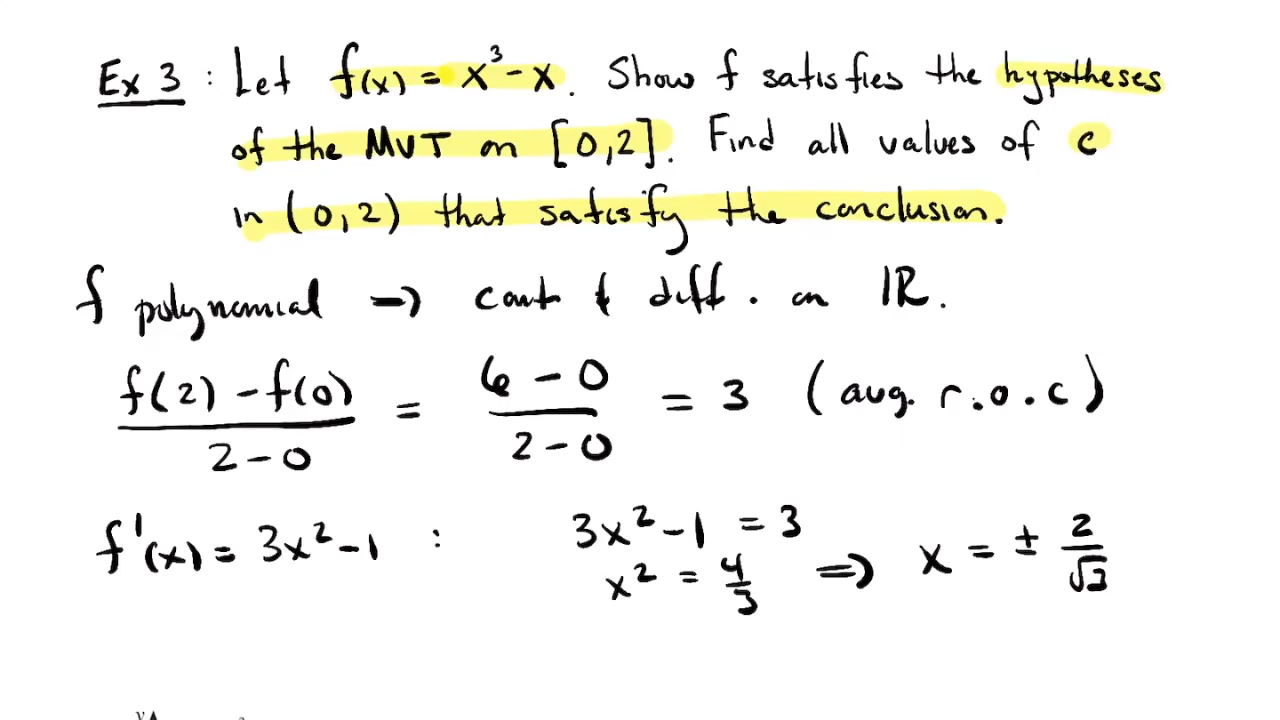 Ex 3 : Let f(x) = x³ - x. Show f satisfies the hypotheses
of the MVT on [0,2]. Find all values of c
in (0,2) that satisfy the conclusion.
f polynomial → cont & diff. on ℝ.
(f(2) - f(0))/(2 - 0) = (6 - 0)/(2 - 0) = 3 (avg. r.o.c)
f'(x) = 3x² - 1 : 3x² - 1 = 3
x² = 4/3 ⇒ x = ± 2/√3
y